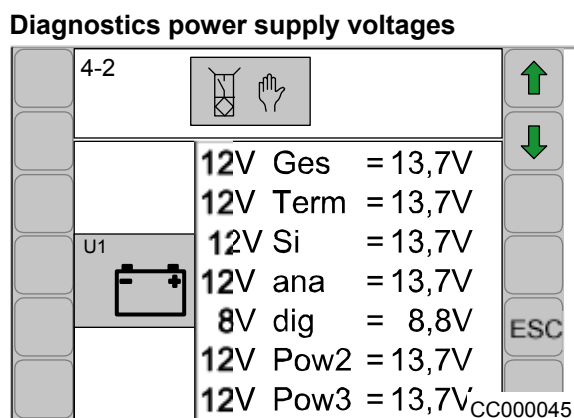 Diagnostics power supply voltages
4-2
12V Ges = 13,7V
12V Term = 13,7V
12V Si = 13,7V
U1
12V ana = 13,7V
8V dig = 8,8V
ESC
12V Pow2 = 13,7V
12V Pow3 = 13,7V
CC000045